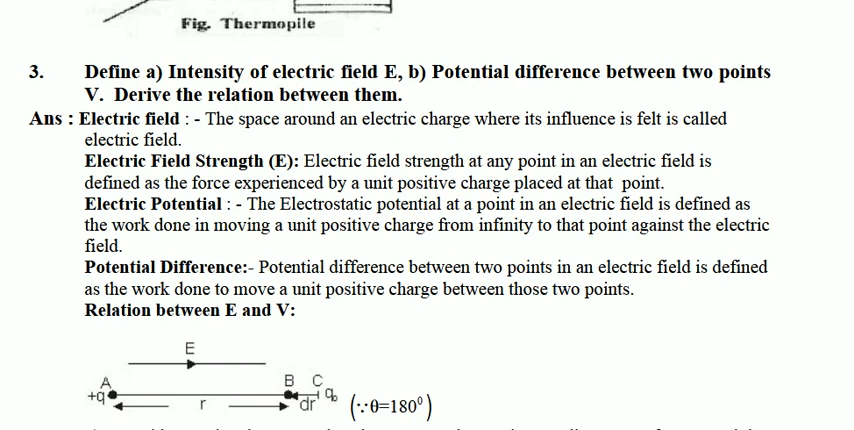 Fig. Thermopile
3. Define a) Intensity of electric field E, b) Potential difference between two points
V. Derive the relation between them.
Ans : Electric field : - The space around an electric charge where its influence is felt is called
electric field.
Electric Field Strength (E): Electric field strength at any point in an electric field is
defined as the force experienced by a unit positive charge placed at that point.
Electric Potential : - The Electrostatic potential at a point in an electric field is defined as
the work done in moving a unit positive charge from infinity to that point against the electric
field.
Potential Difference:- Potential difference between two points in an electric field is defined
as the work done to move a unit positive charge between those two points.
Relation between E and V:
E
A B C
+q r dr q₀ (∵θ=180⁰)